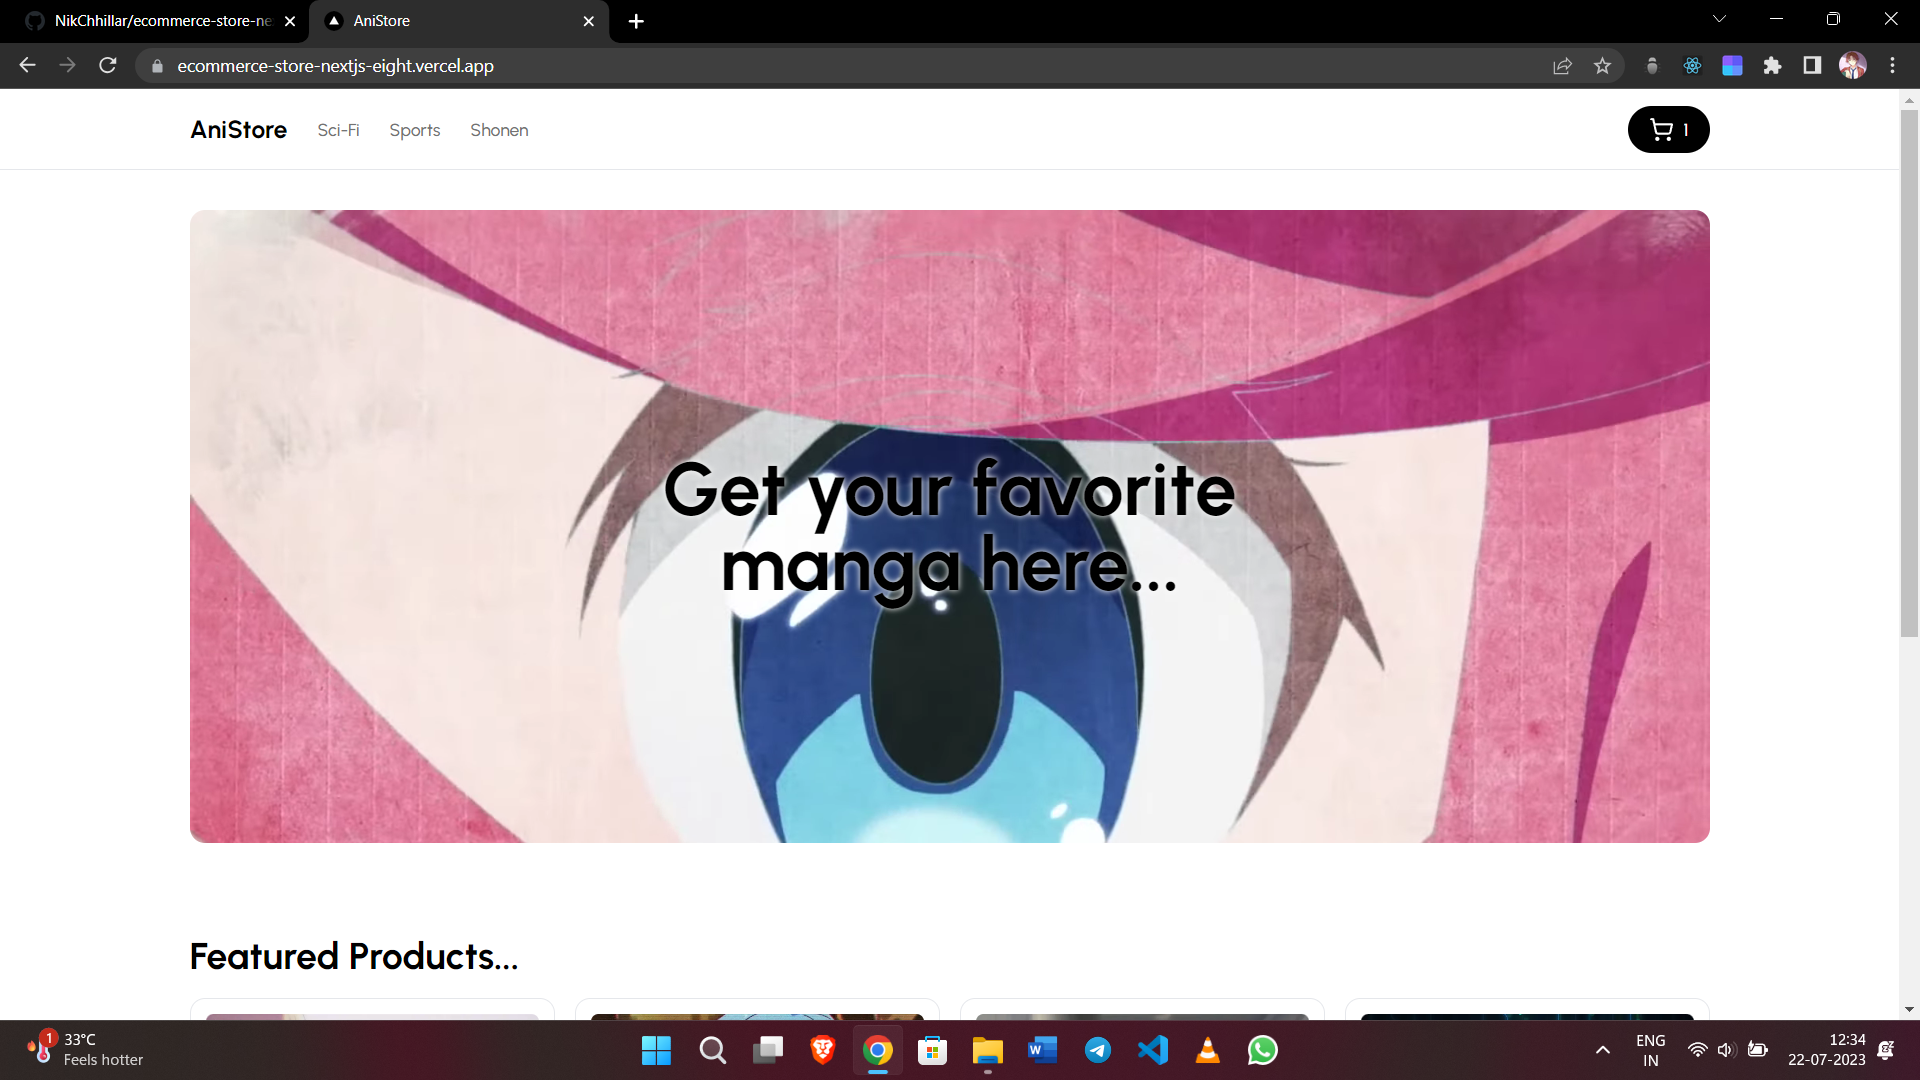 NikChhillar/ecommerce-store-ne
AniStore
ecommerce-store-nextjs-eight.vercel.app
AniStore
Sci-Fi
Sports
Shonen
1
Get your favorite
manga here...
Featured Products...
1
33°C
Feels hotter
W
ENG
IN
12:34
22-07-2023